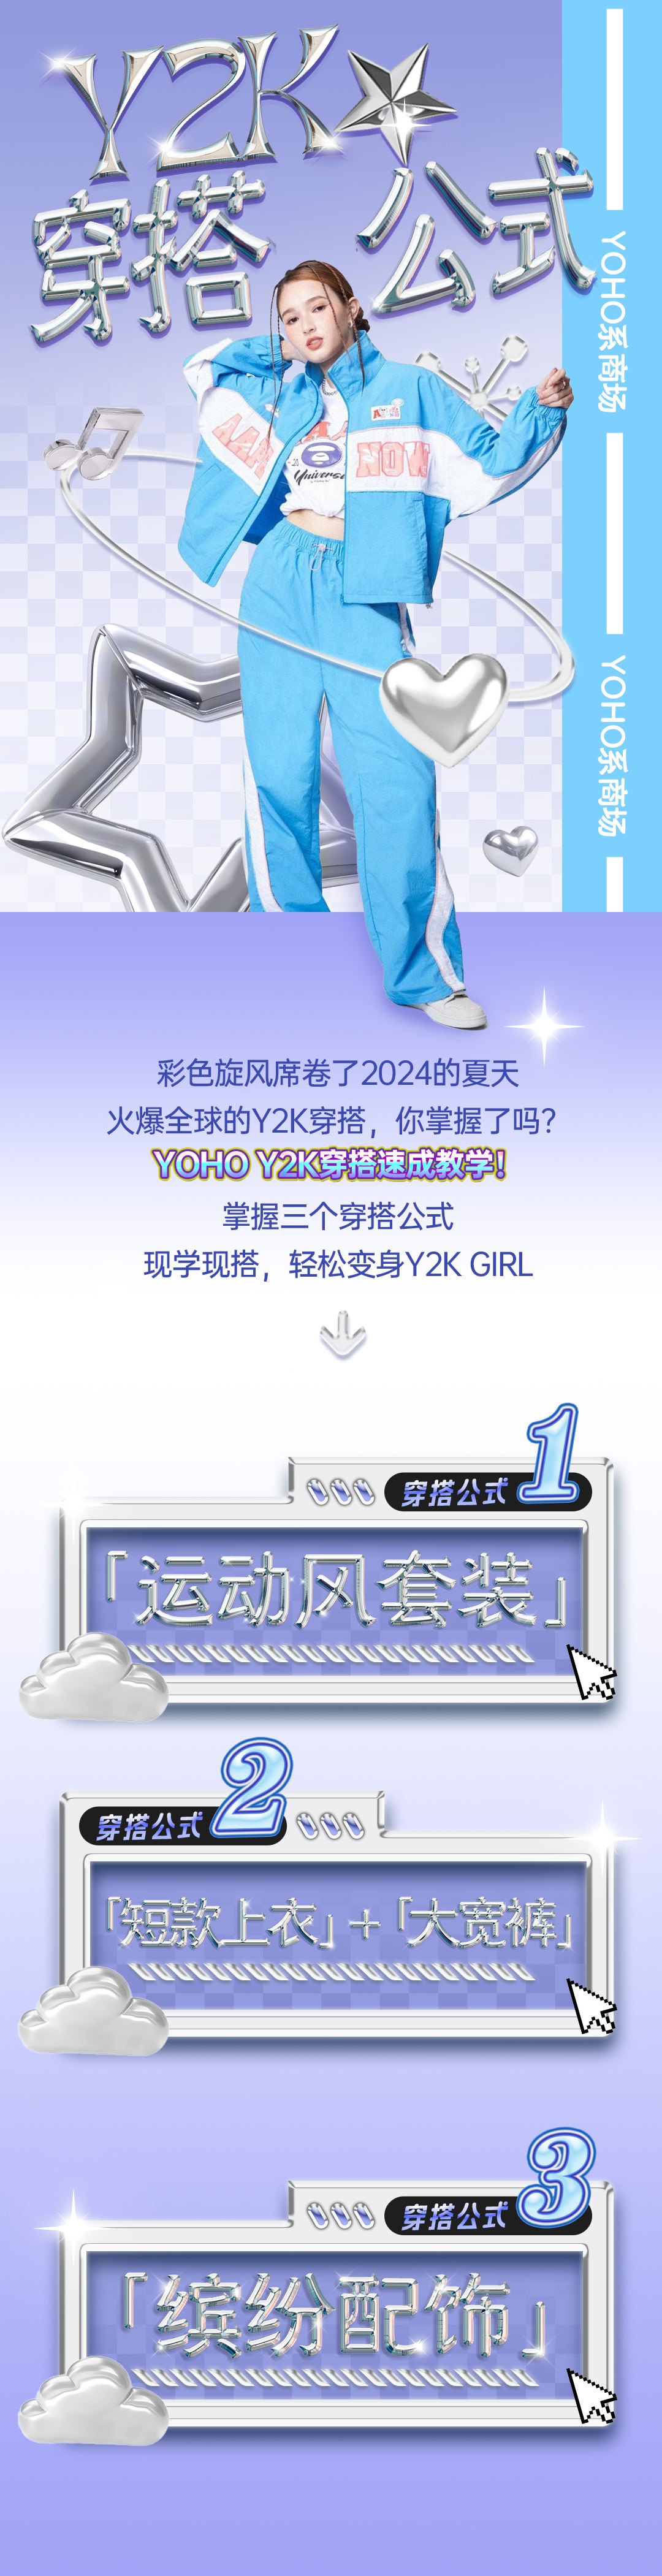 Y2K
穿搭 公式
YOHO系商场
YOHO系商场
NOW
Universe
彩色旋风席卷了2024的夏天
火爆全球的Y2K穿搭，你掌握了吗？
YOHO Y2K穿搭速成教学！
掌握三个穿搭公式
现学现搭，轻松变身Y2K GIRL
穿搭公式 1
「运动风套装」
穿搭公式 2
「短款上衣」+「大宽裤」
穿搭公式 3
「缤纷配饰」